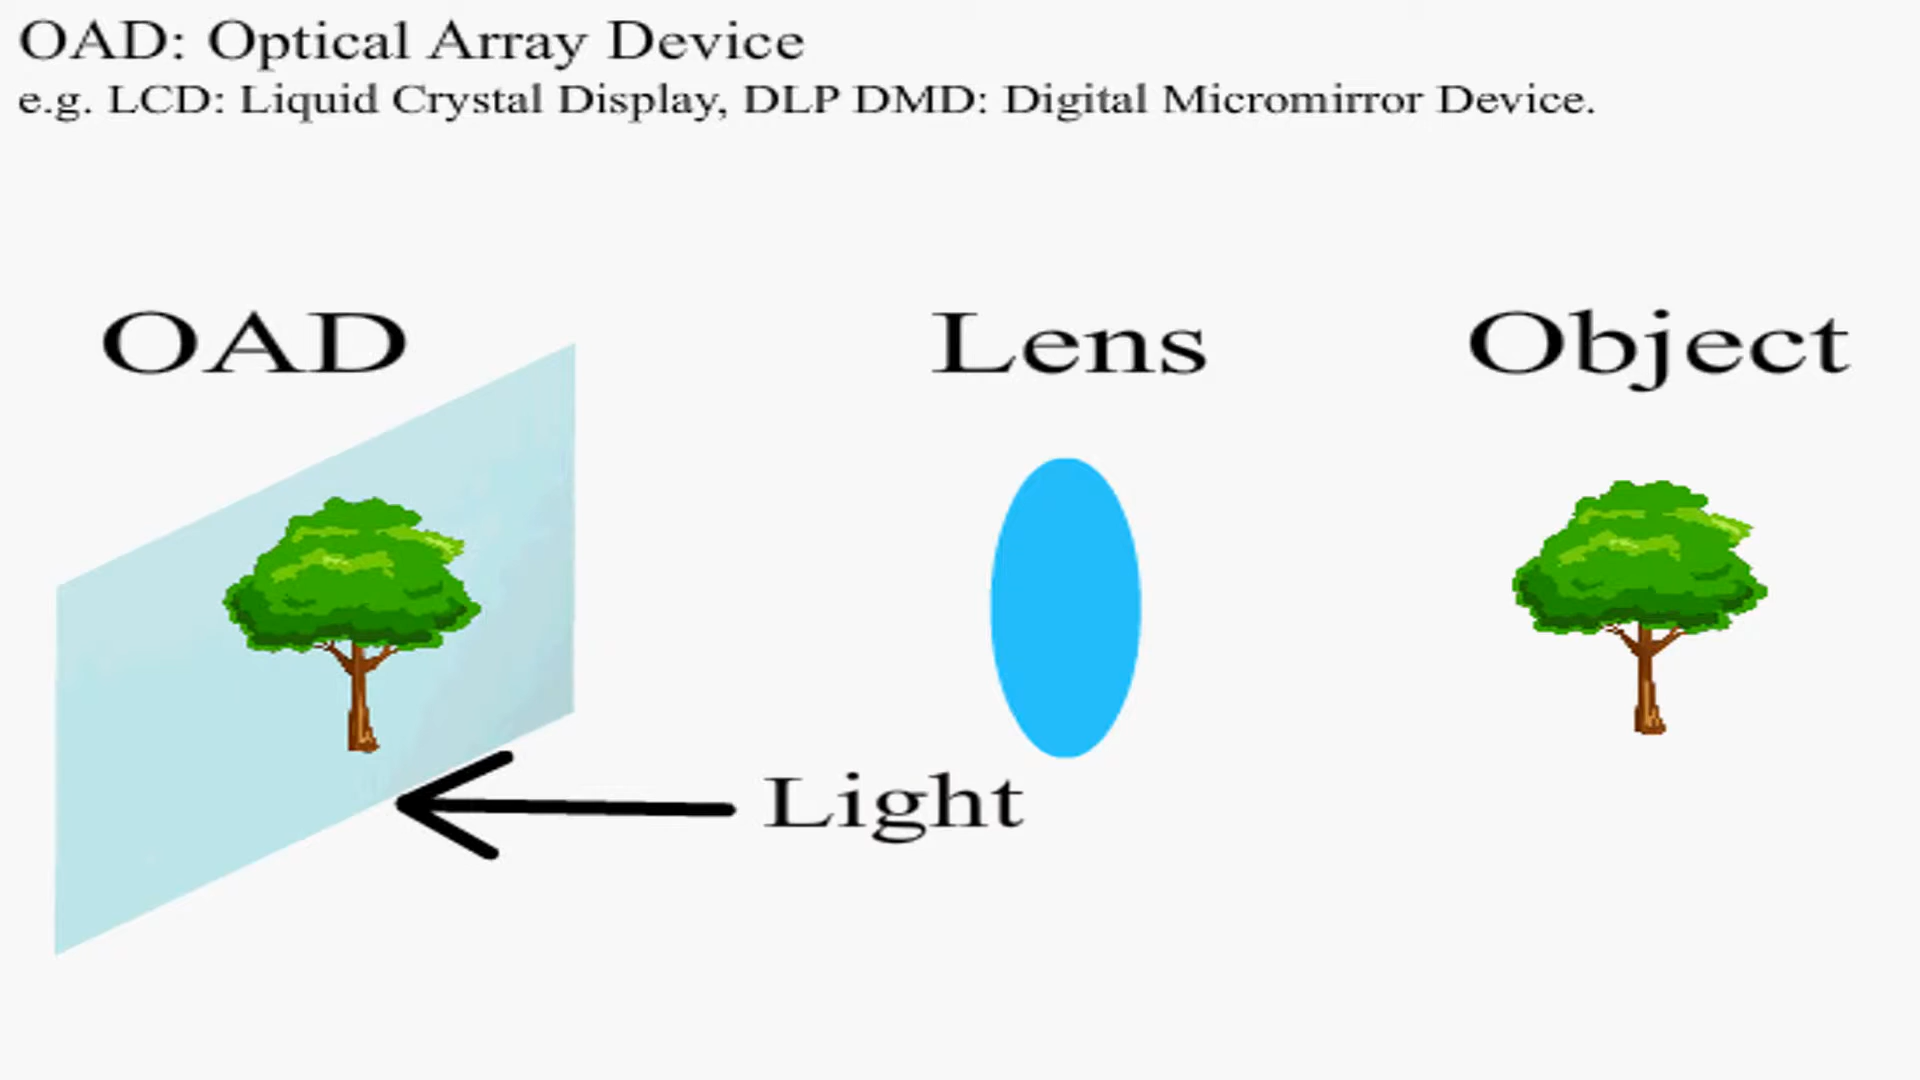 OAD: Optical Array Device
e.g. LCD: Liquid Crystal Display, DLP DMD: Digital Micromirror Device.
OAD
Lens
Object
Light